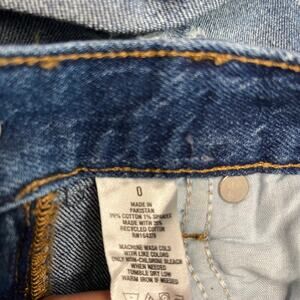 0
MADE IN
PAKISTAN
99% COTTON 1% SPANDEX
MADE WITH 20%
RECYCLED COTTON
RN164328
MACHINE WASH COLD
WITH LIKE COLORS
ONLY NON-CHLORINE BLEACH
WHEN NEEDED
TUMBLE DRY LOW
WARM IRON IF NEEDED